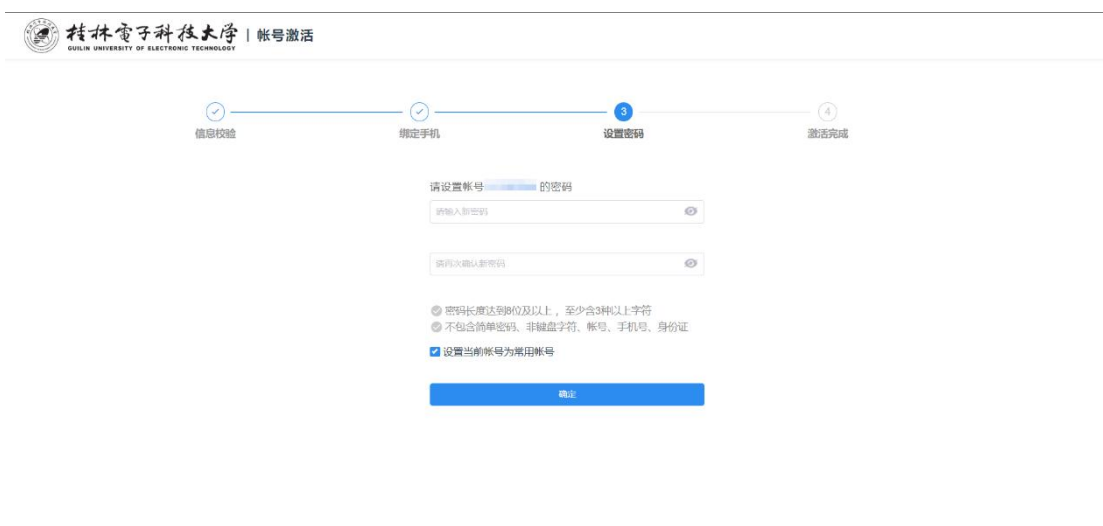 桂林電子科技大学 | 帐号激活
GUILIN UNIVERSITY OF ELECTRONIC TECHNOLOGY
3
4
信息校验
绑定手机
设置密码
激活完成
请设置帐号 的密码
请输入新密码
请再次确认新密码
密码长度达到8位及以上，至少含3种以上字符
不包含简单密码、非键盘字符、帐号、手机号、身份证
设置当前帐号为常用帐号
确定